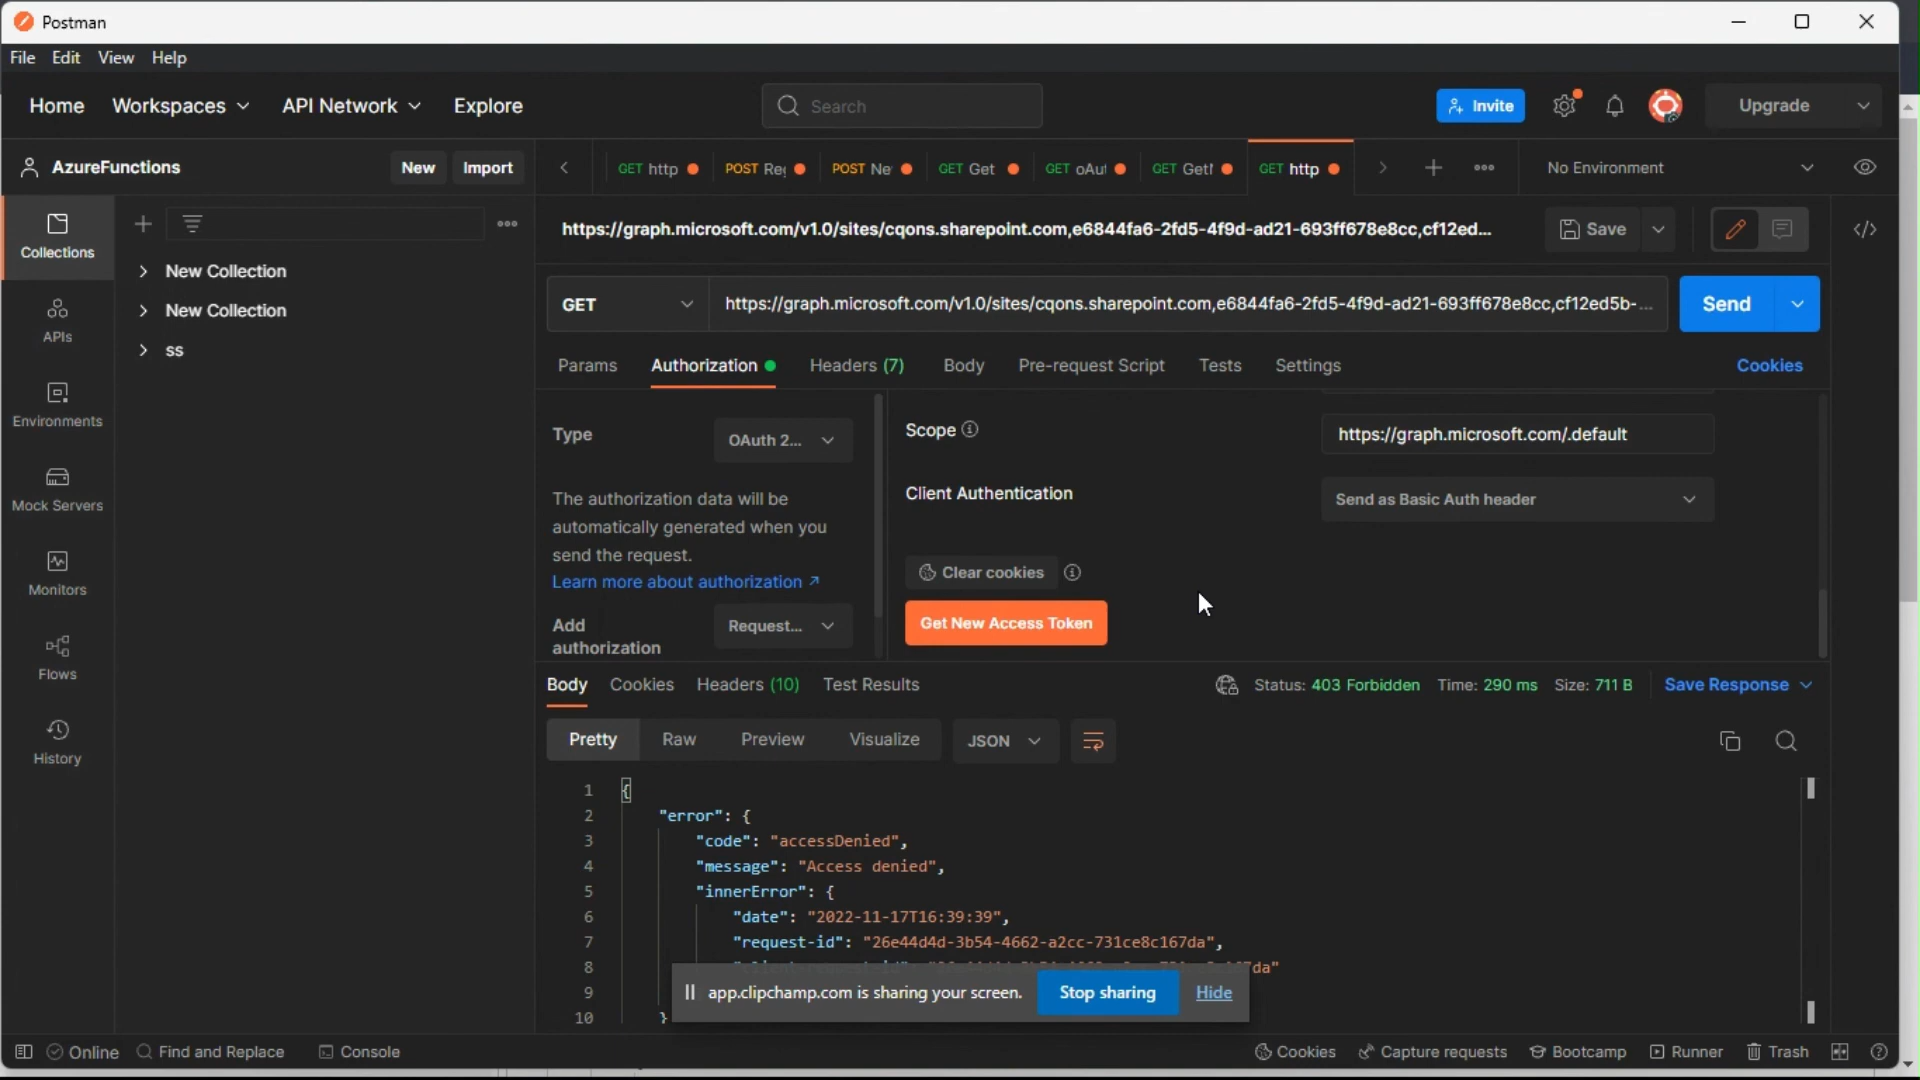 Postman
File Edit View Help
Home Workspaces API Network Explore Search Invite Upgrade
AzureFunctions New Import GET http POST Re POST Ne GET Get GET oAu GET Get GET http No Environment
Collections
APIs
Environments
Mock Servers
Monitors
Flows
History
New Collection
New Collection
ss
https://graph.microsoft.com/v1.0/sites/cqons.sharepoint.com,e6844fa6-2fd5-4f9d-ad21-693ff678e8cc,cf12ed... Save
GET https://graph.microsoft.com/v1.0/sites/cqons.sharepoint.com,e6844fa6-2fd5-4f9d-ad21-693ff678e8cc,cf12ed5b-... Send
Params Authorization Headers (7) Body Pre-request Script Tests Settings Cookies
Type OAuth 2...
The authorization data will be
automatically generated when you
send the request.
Learn more about authorization ↗
Add
authorization
Request...
Scope https://graph.microsoft.com/.default
Client Authentication Send as Basic Auth header
Clear cookies
Get New Access Token
Body Cookies Headers (10) Test Results Status: 403 Forbidden Time: 290 ms Size: 711 B Save Response
Pretty Raw Preview Visualize JSON
1 {
2 "error": {
3 "code": "accessDenied",
4 "message": "Access denied",
5 "innerError": {
6 "date": "2022-11-17T16:39:39",
7 "request-id": "26e44d4d-3b54-4662-a2cc-731ce8c167da",
8 da"
9
10 }
app.clipchamp.com is sharing your screen. Stop sharing Hide
Online Find and Replace Console Cookies Capture requests Bootcamp Runner Trash